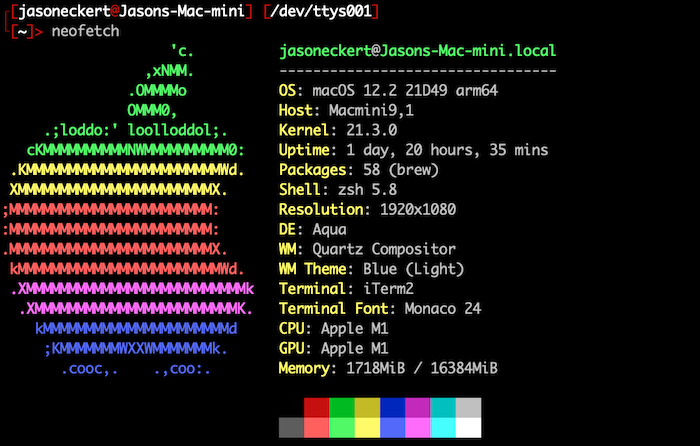 [jasoneckert@Jasons-Mac-mini] [/dev/ttys001]
[~]> neofetch
                    'c.          jasoneckert@Jasons-Mac-mini.local
                 ,xNMM.          ---------------------------------
               .OMMMMo           OS: macOS 12.2 21D49 arm64
               OMMM0,            Host: Macmini9,1
     .;loddo:' loolloddol;.      Kernel: 21.3.0
   cKMMMMMMMMMMNWMMMMMMMMMM0:    Uptime: 1 day, 20 hours, 35 mins
 .KMMMMMMMMMMMMMMMMMMMMMMMWd.    Packages: 58 (brew)
 XMMMMMMMMMMMMMMMMMMMMMMMX.      Shell: zsh 5.8
;MMMMMMMMMMMMMMMMMMMMMMMM:       Resolution: 1920x1080
:MMMMMMMMMMMMMMMMMMMMMMMM:       DE: Aqua
.MMMMMMMMMMMMMMMMMMMMMMMMX.      WM: Quartz Compositor
 kMMMMMMMMMMMMMMMMMMMMMMMMWd.    WM Theme: Blue (Light)
 .XMMMMMMMMMMMMMMMMMMMMMMMMMMk   Terminal: iTerm2
  .XMMMMMMMMMMMMMMMMMMMMMMMMK.   Terminal Font: Monaco 24
    kMMMMMMMMMMMMMMMMMMMMMMd     CPU: Apple M1
     ;KMMMMMMMWXXWMMMMMMMk.      GPU: Apple M1
       .cooc,.    .,coo:.        Memory: 1718MiB / 16384MiB